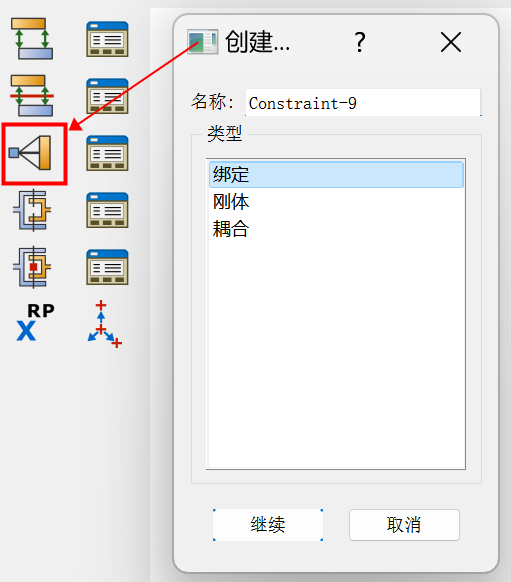 创建...
?
名称:
Constraint-9
类型
绑定
刚体
耦合
RP
X
继续
取消